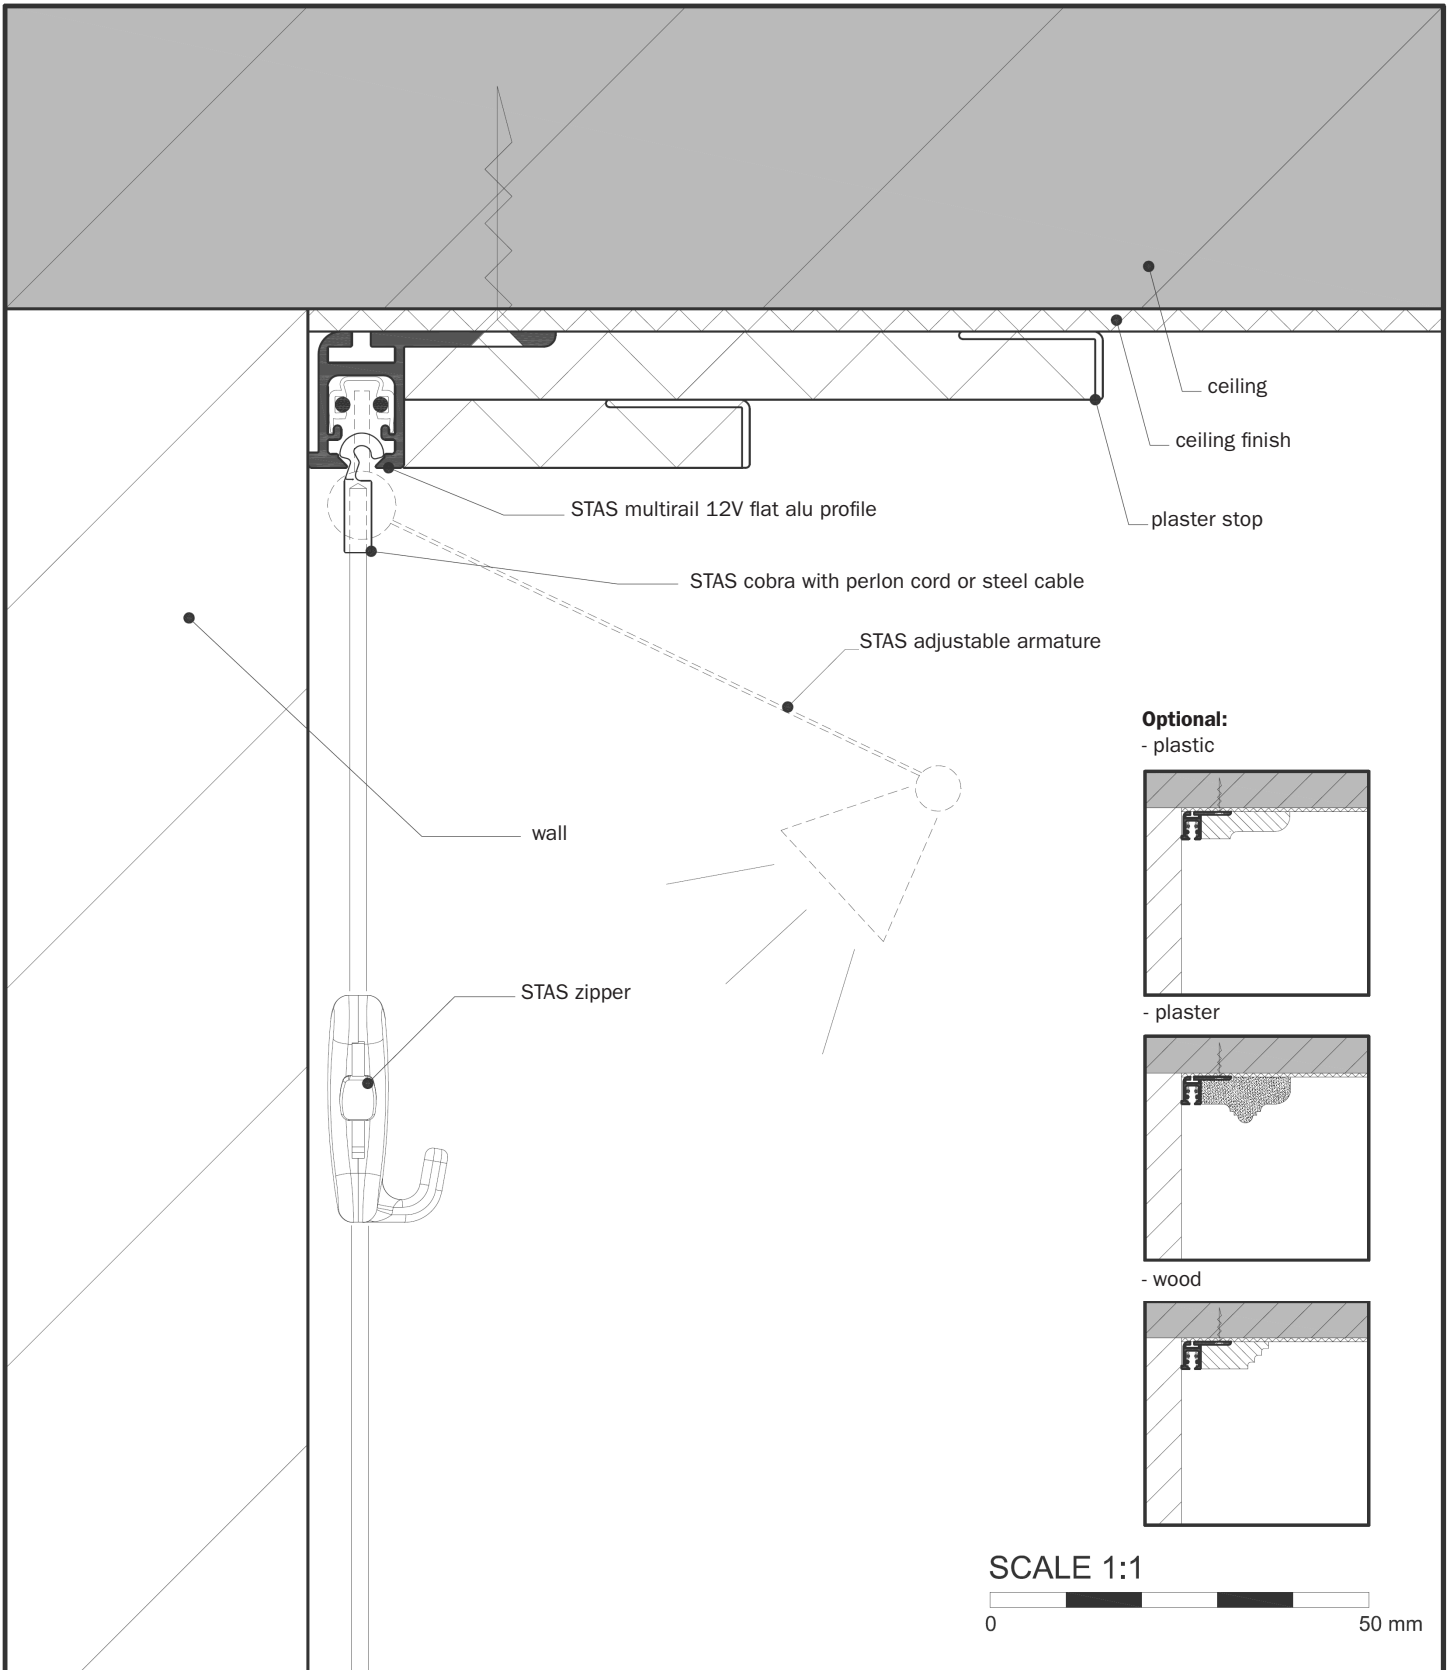 ceiling
ceiling finish
STAS multirail 12V flat alu profile
plaster stop
STAS cobra with perlon cord or steel cable
STAS adjustable armature
Optional:
- plastic
wall
STAS zipper
- plaster
- wood
SCALE 1:1
0 50 mm